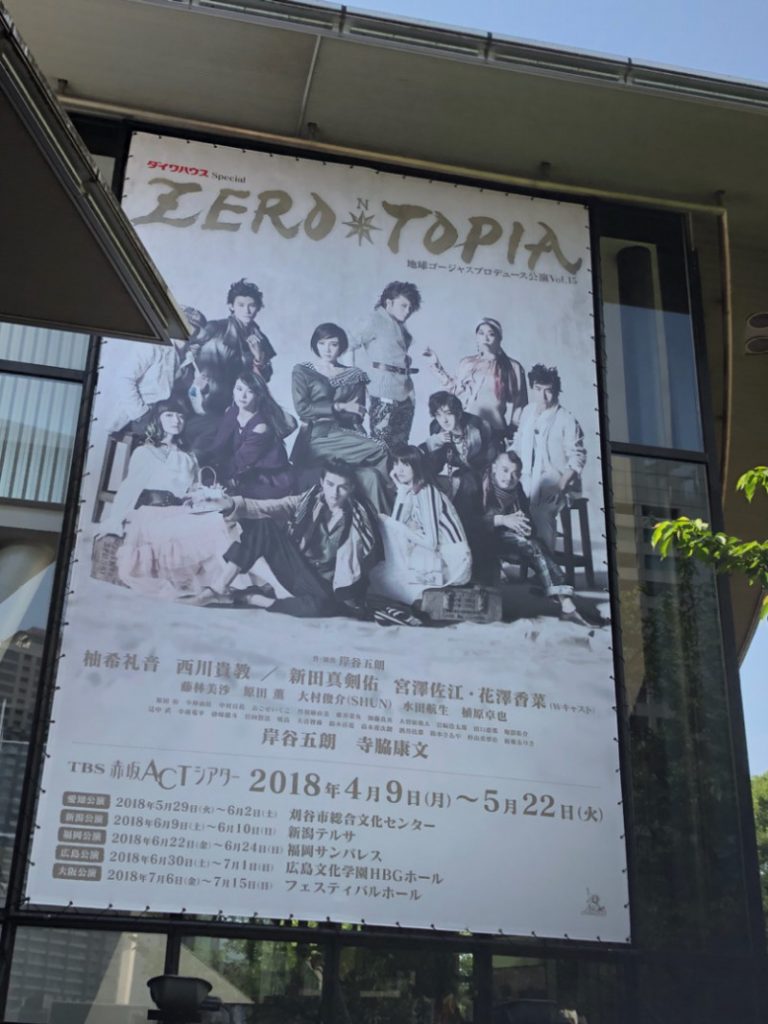 ダイワハウス Special
ZERO N TOPIA
地球ゴージャスプロデュース公演Vol.15
作・演出 岸谷五朗
柚希礼音 西川貴教 / 新田真剣佑 宮澤佐江・花澤香菜(Wキャスト)
藤林美沙 原田薫 大村俊介(SHUN) 水田航生 植原卓也
岸谷五朗 寺脇康文
TBS 赤坂ACTシアター 2018年4月9日(月)～5月22日(火)
愛知公演 2018年5月29日(火)～6月2日(土) 刈谷市総合文化センター
新潟公演 2018年6月9日(土)～6月10日(日) 新潟テルサ
福岡公演 2018年6月22日(金)～6月24日(日) 福岡サンパレス
広島公演 2018年6月30日(土)～7月1日(日) 広島文化学園HBGホール
大阪公演 2018年7月6日(金)～7月15日(日) フェスティバルホール